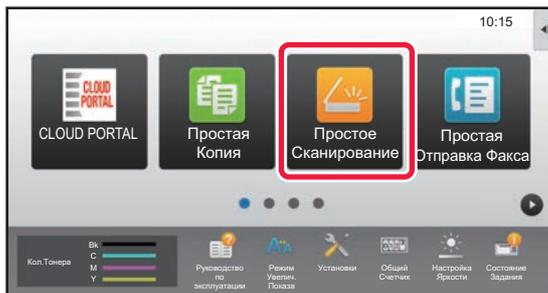 10:15
CLOUD
PORTAL
CLOUD PORTAL
Простая
Копия
Простое
Сканирование
Простая
Отправка Факса
Кол.Тонера
Bk
C
M
Y
Руководство
по
эксплуатации
Режим
Увелич.
Показа
Установки
Общий
Счетчик
Настройка
Яркости
Состояние
Задания